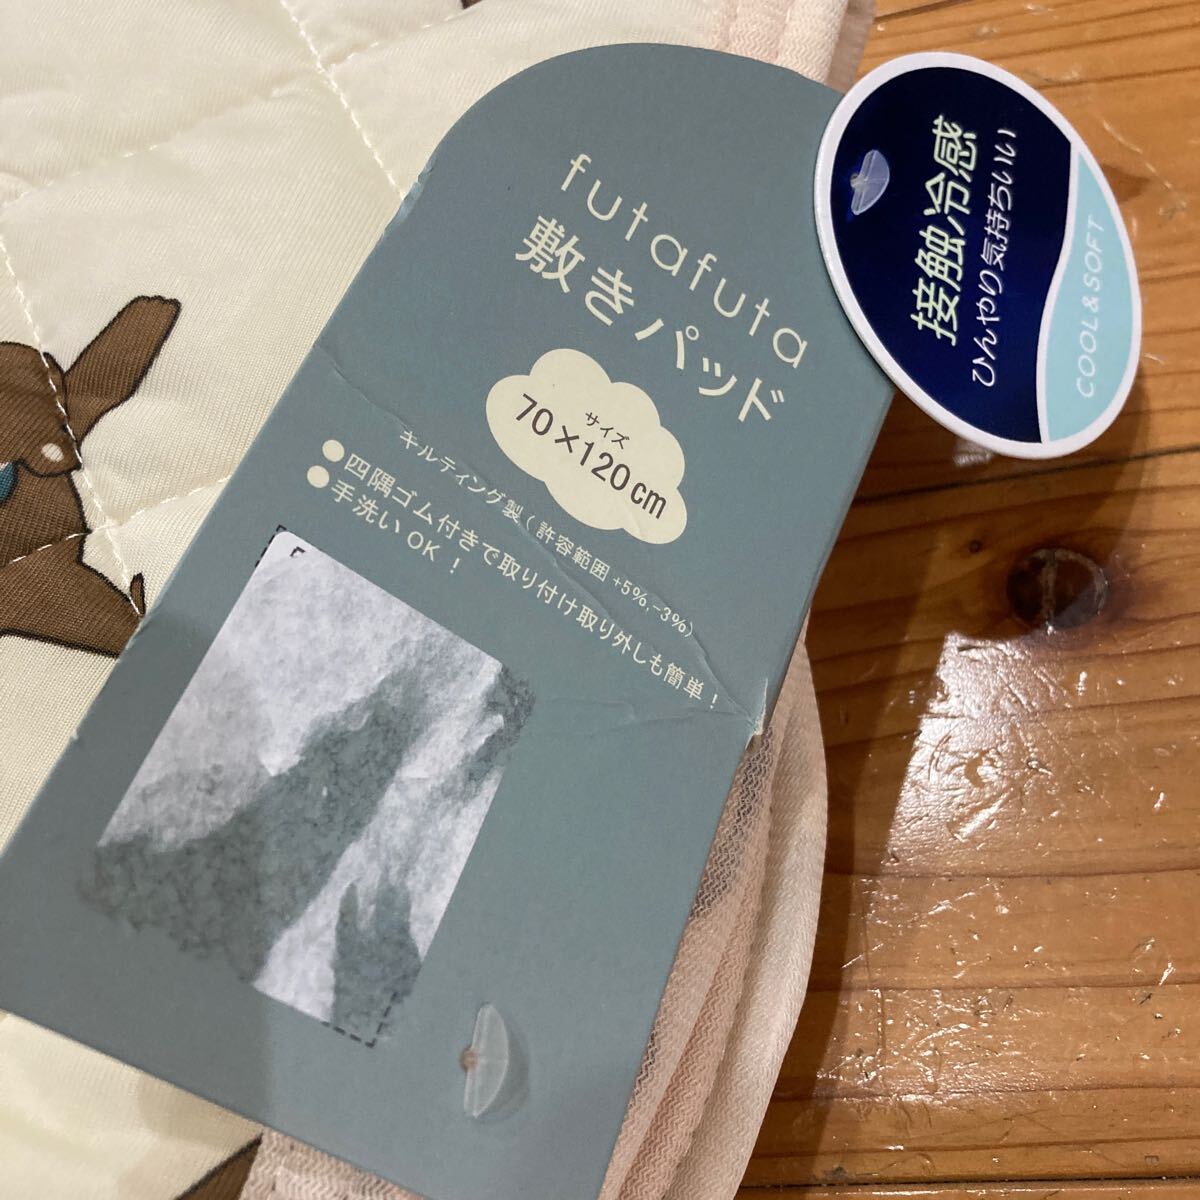 futafuta
敷きパッド
サイズ
70×120cm
キルティング製(許容範囲 +5%,-3%)
●四隅ゴム付きで取り付け取り外しも簡単!
●手洗いOK!
接触冷感
ひんやり気持ちいい
COOL&SOFT